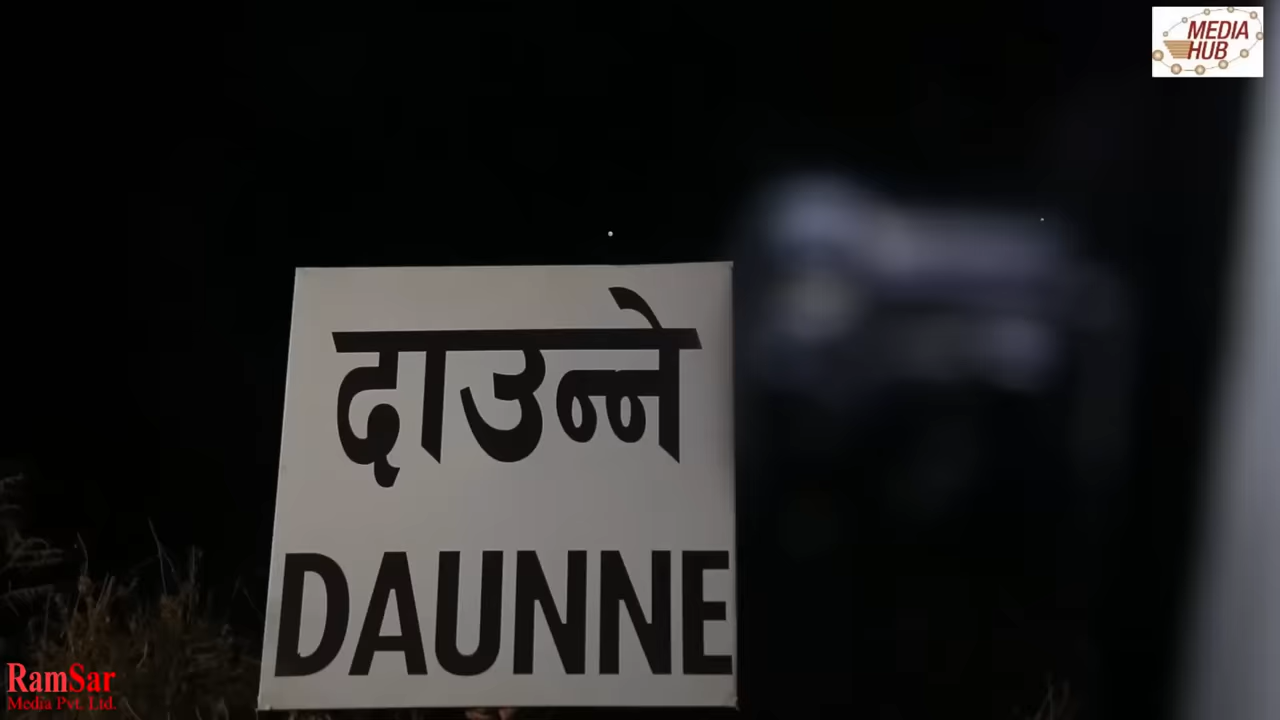 MEDIA
HUB
दाउन्ने
DAUNNE
RamSar
Media Pvt. Ltd.